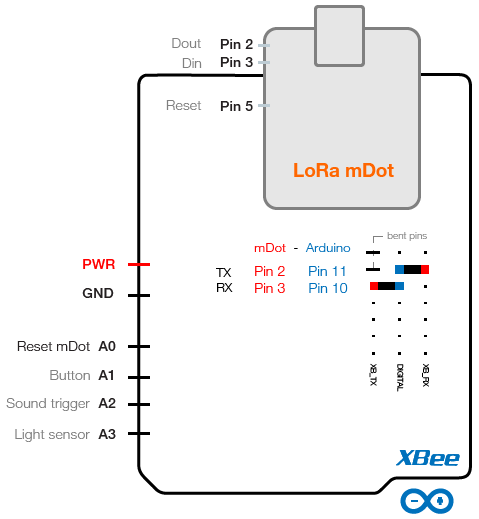 Dout Pin 2
Din Pin 3
Reset Pin 5
LoRa mDot
bent pins
mDot - Arduino
TX Pin 2 Pin 11
RX Pin 3 Pin 10
PWR
GND
Reset mDot A0
Button A1
Sound trigger A2
Light sensor A3
XB_TX
DIGITAL
XB_RX
XBee